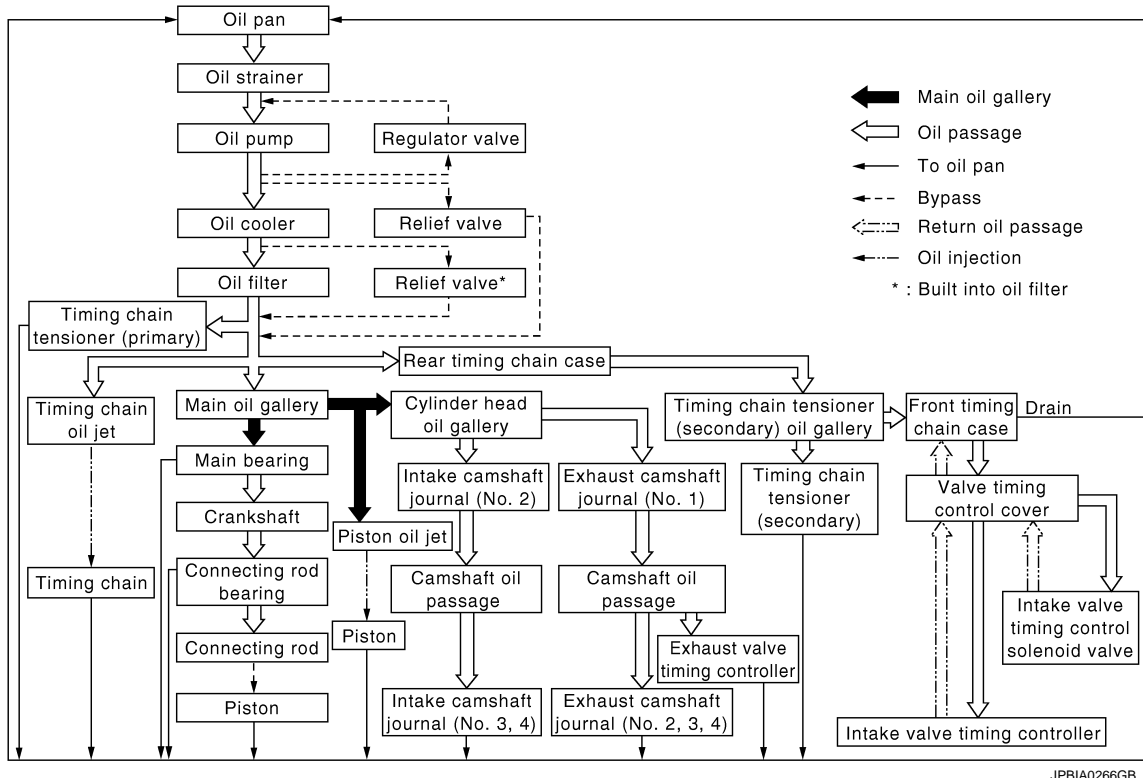 Oil pan
Oil strainer
Oil pump
Regulator valve
Oil cooler
Relief valve
Oil filter
Relief valve*
Main oil gallery
Oil passage
To oil pan
Bypass
Return oil passage
Oil injection
* : Built into oil filter
Timing chain
tensioner (primary)
Rear timing chain case
Timing chain
oil jet
Main oil gallery
Cylinder head
oil gallery
Timing chain tensioner
(secondary) oil gallery
Front timing
chain case
Drain
Main bearing
Intake camshaft
journal (No. 2)
Exhaust camshaft
journal (No. 1)
Timing chain
tensioner
(secondary)
Valve timing
control cover
Crankshaft
Piston oil jet
Timing chain
Connecting rod
bearing
Camshaft oil
passage
Camshaft oil
passage
Intake valve
timing control
solenoid valve
Connecting rod
Piston
Exhaust valve
timing controller
Piston
Intake camshaft
journal (No. 3, 4)
Exhaust camshaft
journal (No. 2, 3, 4)
Intake valve timing controller
JPBIA0266GB